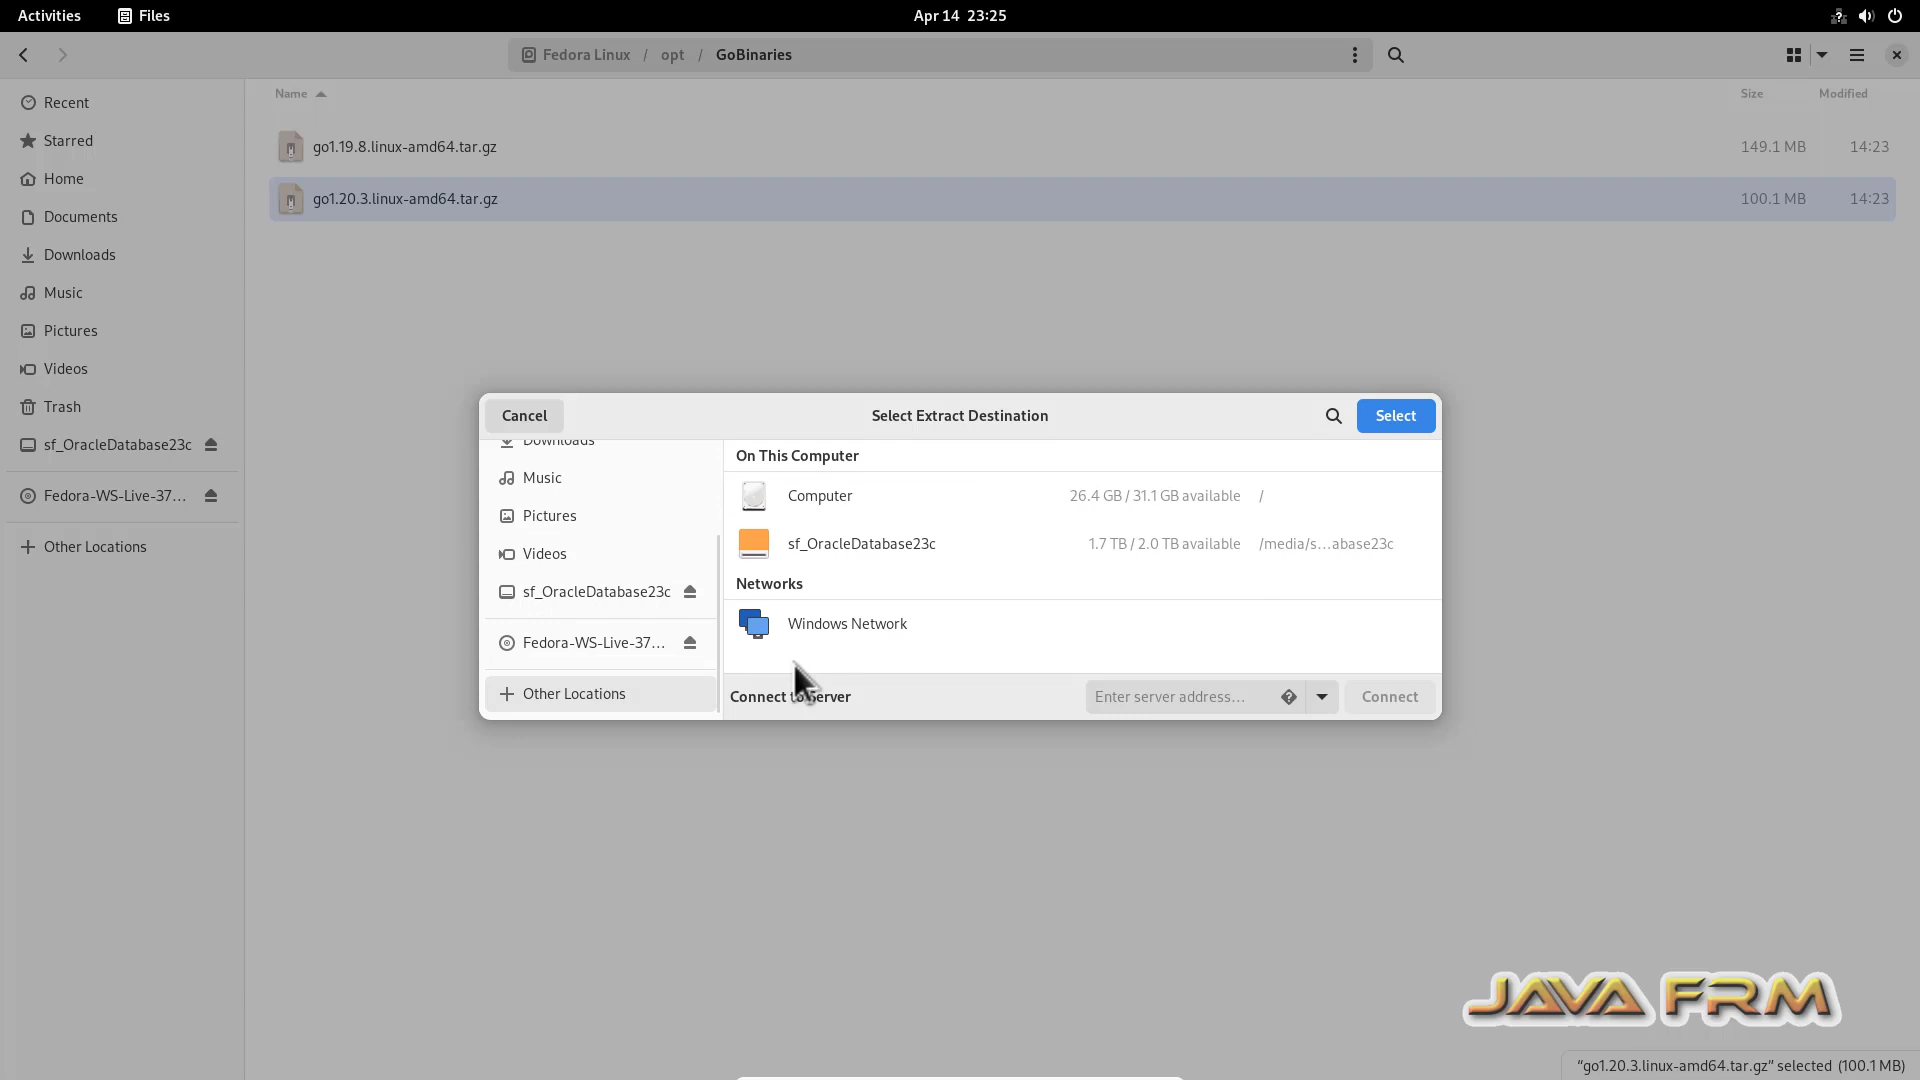 Activities Files Apr 14 23:25
Fedora Linux / opt / GoBinaries
Name Size Modified
go1.19.8.linux-amd64.tar.gz 149.1 MB 14:23
go1.20.3.linux-amd64.tar.gz 100.1 MB 14:23
Recent
Starred
Home
Documents
Downloads
Music
Pictures
Videos
Trash
sf_OracleDatabase23c
Fedora-WS-Live-37...
Other Locations
Cancel Select Extract Destination Select
Downloads
Music
Pictures
Videos
sf_OracleDatabase23c
Fedora-WS-Live-37...
Other Locations
On This Computer
Computer 26.4 GB / 31.1 GB available /
sf_OracleDatabase23c 1.7 TB / 2.0 TB available /media/s...abase23c
Networks
Windows Network
Connect to Server Enter server address... Connect
JAVA FRM
"go1.20.3.linux-amd64.tar.gz" selected (100.1 MB)